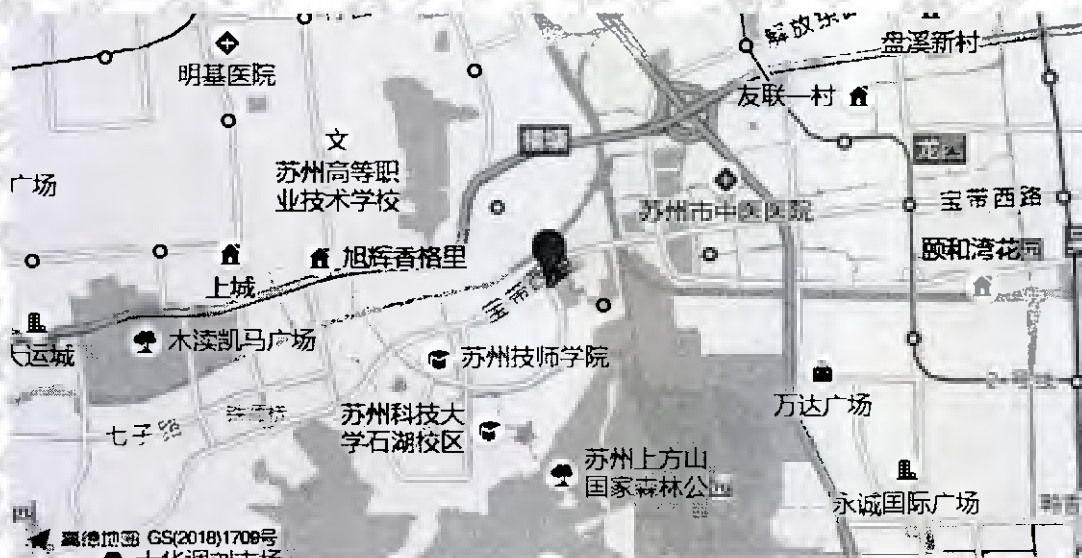 解放东
盘溪新村
明基医院
友联一村
文
苏州高等职
业技术学校
广场
苏州市中医医院
宝带西路
旭辉香格里
颐和湾花园
上城
宝带
木渎凯马广场
大运城
苏州技师学院
万达广场
苏州科技大
学石湖校区
七子
苏州上方山
国家森林公
永诚国际广场
高德地图 GS(2018)1709号